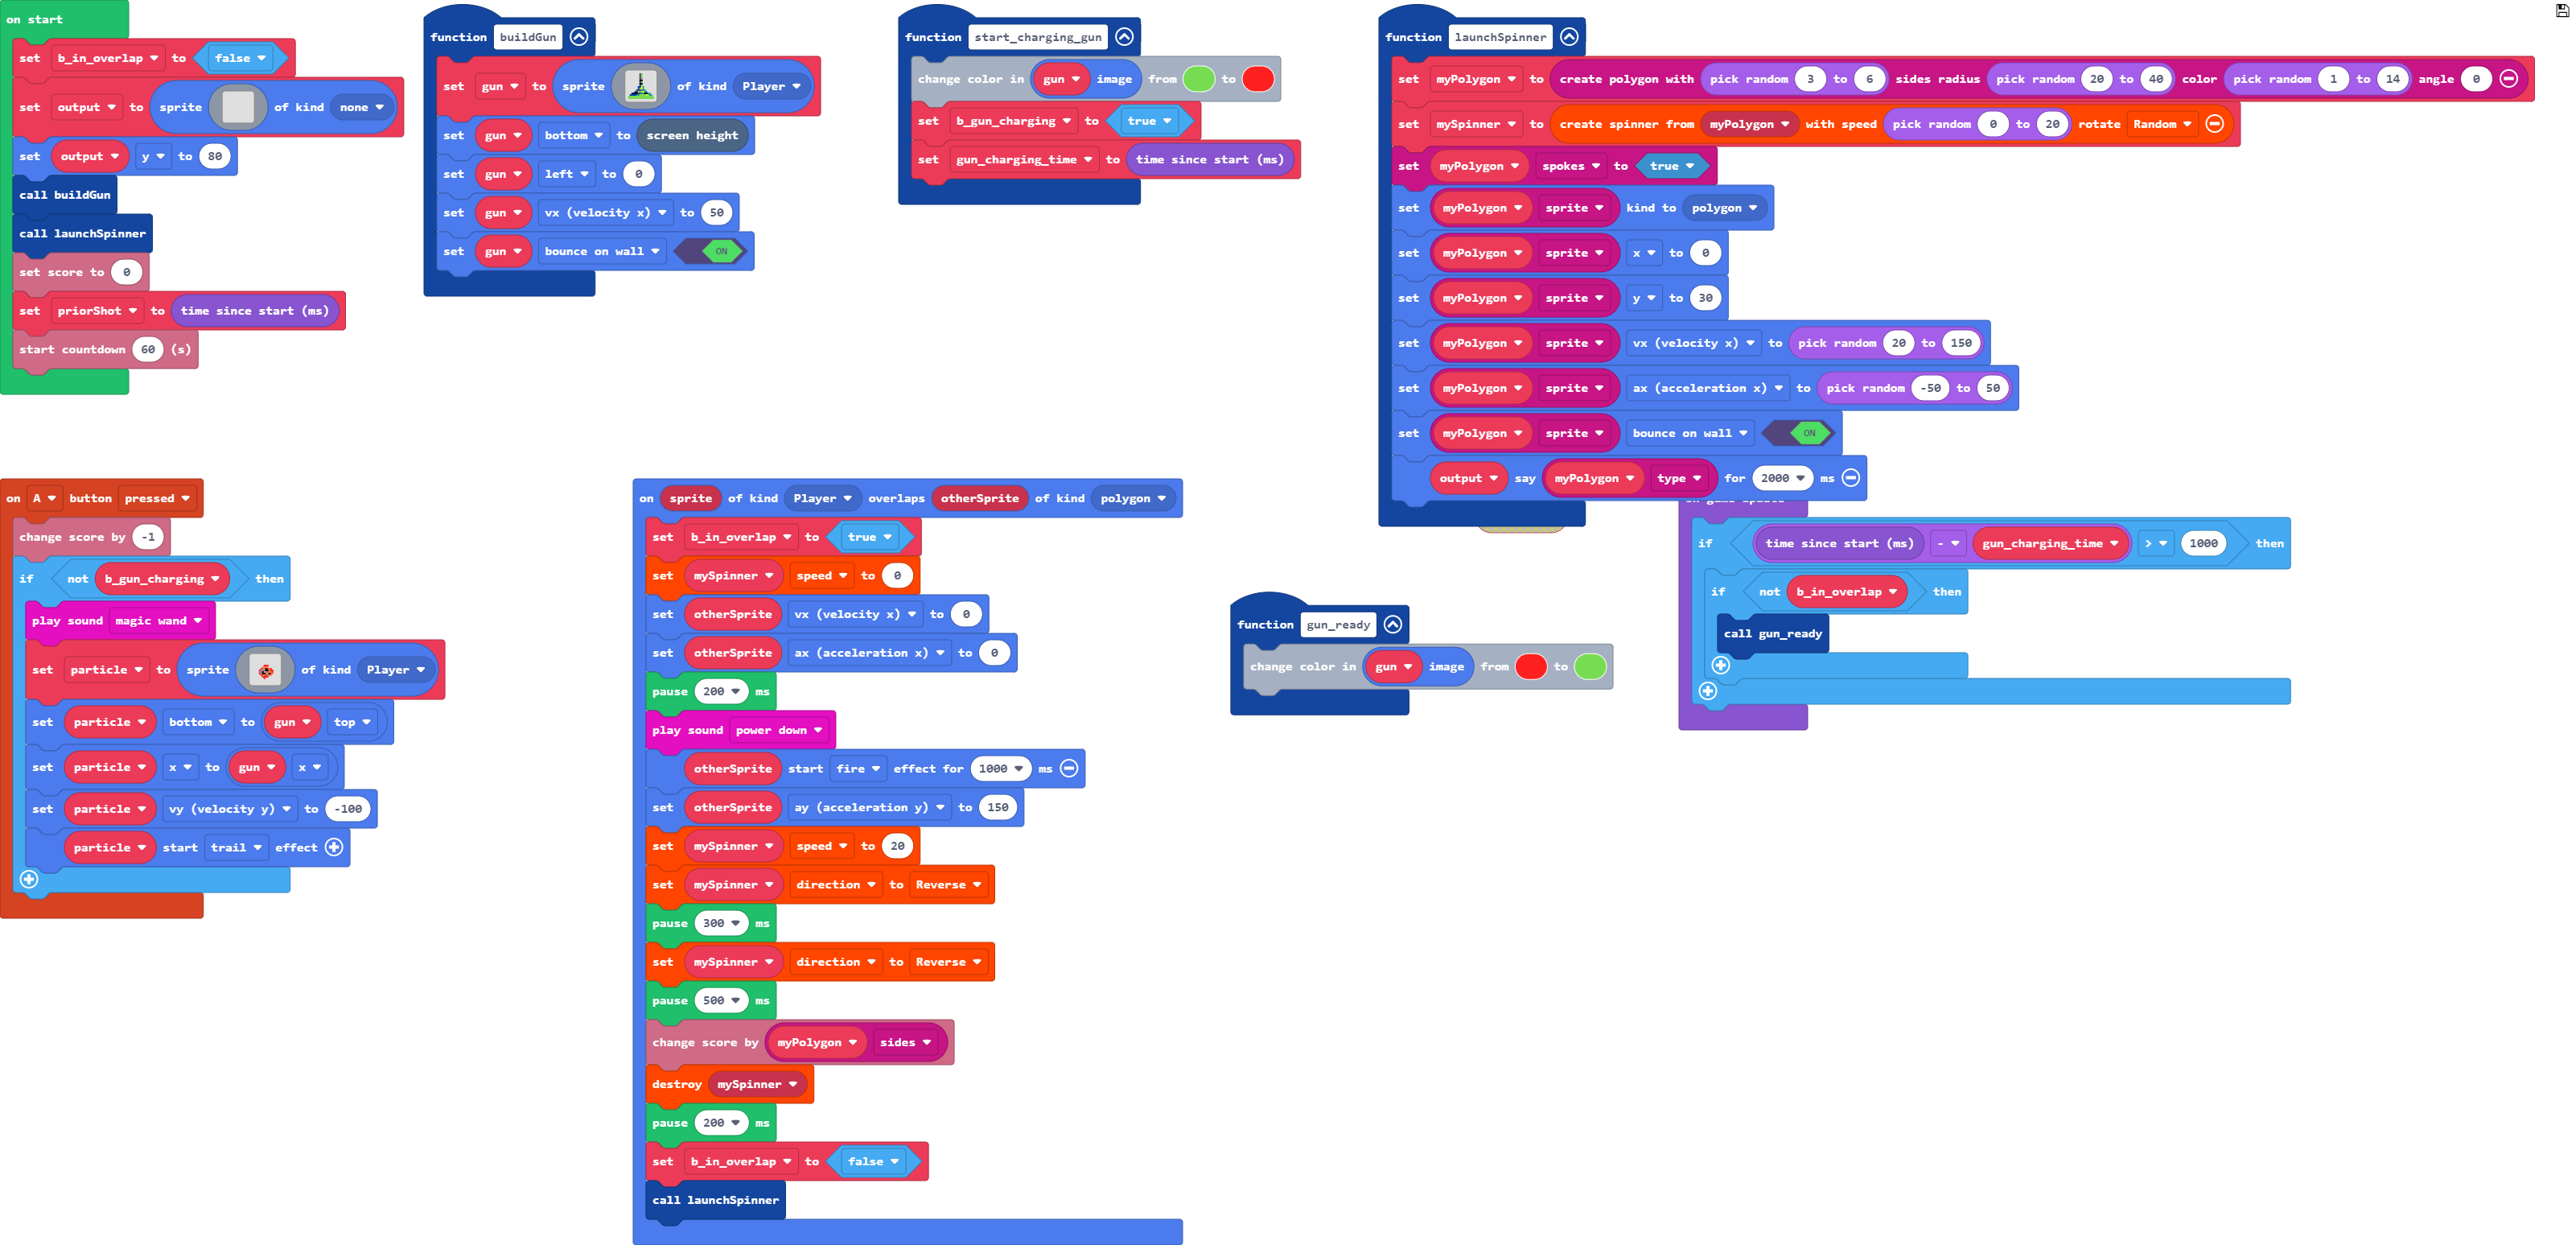 on start
set b_in_overlap to false
set output to sprite of kind none
set output y to 80
call buildGun
call launchSpinner
set score to 0
set priorShot to time since start (ms)
start countdown 60 (s)
function buildGun
set gun to sprite of kind Player
set gun bottom to screen height
set gun left to 0
set gun vx (velocity x) to 50
set gun bounce on wall ON
function start_charging_gun
change color in gun image from to
set b_gun_charging to true
set gun_charging_time to time since start (ms)
function launchSpinner
set myPolygon to create polygon with pick random 3 to 6 sides radius pick random 20 to 40 color pick random 1 to 14 angle 0
set mySpinner to create spinner from myPolygon with speed pick random 0 to 20 rotate Random
set myPolygon spokes to true
set myPolygon sprite kind to polygon
set myPolygon sprite x to 0
set myPolygon sprite y to 30
set myPolygon sprite vx (velocity x) to pick random 20 to 150
set myPolygon sprite ax (acceleration x) to pick random -50 to 50
set myPolygon sprite bounce on wall ON
output say myPolygon type for 2000 ms
on A button pressed
change score by -1
if not b_gun_charging then
play sound magic wand
set particle to sprite of kind Player
set particle bottom to gun top
set particle x to gun x
set particle vy (velocity y) to -100
particle start trail effect
on sprite of kind Player overlaps otherSprite of kind polygon
set b_in_overlap to true
set mySpinner speed to 0
set otherSprite vx (velocity x) to 0
set otherSprite ax (acceleration x) to 0
pause 200 ms
play sound power down
otherSprite start fire effect for 1000 ms
set otherSprite ay (acceleration y) to 150
set mySpinner speed to 20
set mySpinner direction to Reverse
pause 300 ms
set mySpinner direction to Reverse
pause 500 ms
change score by myPolygon sides
destroy mySpinner
pause 200 ms
set b_in_overlap to false
call launchSpinner
function gun_ready
change color in gun image from to
if time since start (ms) - gun_charging_time > 1000 then
if not b_in_overlap then
call gun_ready